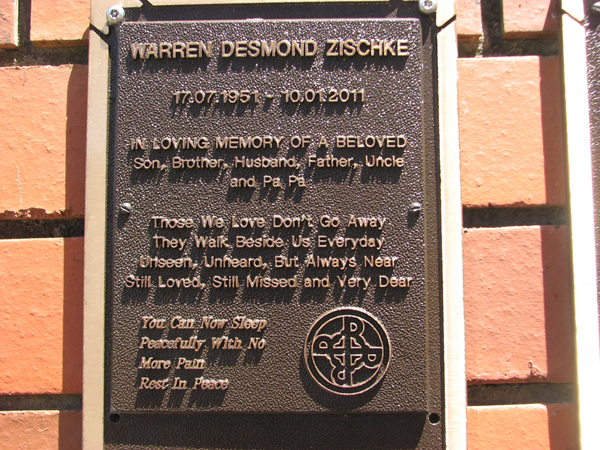 WARREN DESMOND ZISCHKE
17.07.1951 - 10.01.2011
IN LOVING MEMORY OF A BELOVED
Son, Brother, Husband, Father, Uncle
and Pa Pa
Those We Love Don't Go Away
They Walk Beside Us Everyday
Unseen, Unheard, But Always Near
Still Loved, Still Missed and Very Dear
You Can Now Sleep
Peacefully With No
More Pain
Rest In Peace
R R R R